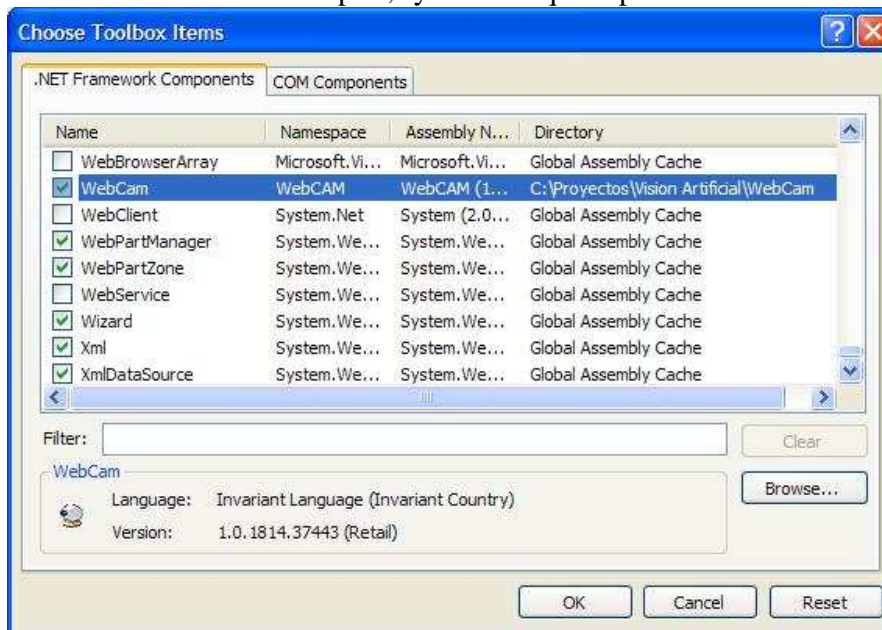 Choose Toolbox Items
.NET Framework Components COM Components
Name Namespace Assembly N... Directory
WebBrowserArray Microsoft.Vi... Microsoft.Vi... Global Assembly Cache
WebCam WebCAM WebCAM (1... C:\Proyectos\Vision Artificial\WebCam
WebClient System.Net System (2.0... Global Assembly Cache
WebPartManager System.We... System.We... Global Assembly Cache
WebPartZone System.We... System.We... Global Assembly Cache
WebService System.We... System.We... Global Assembly Cache
Wizard System.We... System.We... Global Assembly Cache
Xml System.We... System.We... Global Assembly Cache
XmlDataSource System.We... System.We... Global Assembly Cache
Filter: Clear
WebCam
Language: Invariant Language (Invariant Country) Browse...
Version: 1.0.1814.37443 (Retail)
OK Cancel Reset